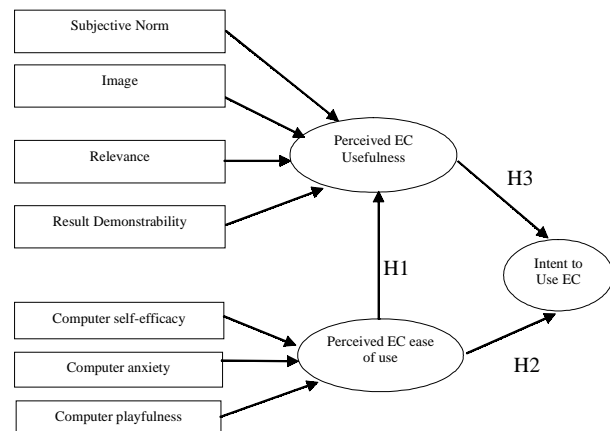 Subjective Norm
Image
Perceived EC
Usefulness
Relevance
H3
Result Demonstrability
H1
Intent to
Use EC
Computer self-efficacy
Perceived EC ease
of use
Computer anxiety
H2
Computer playfulness